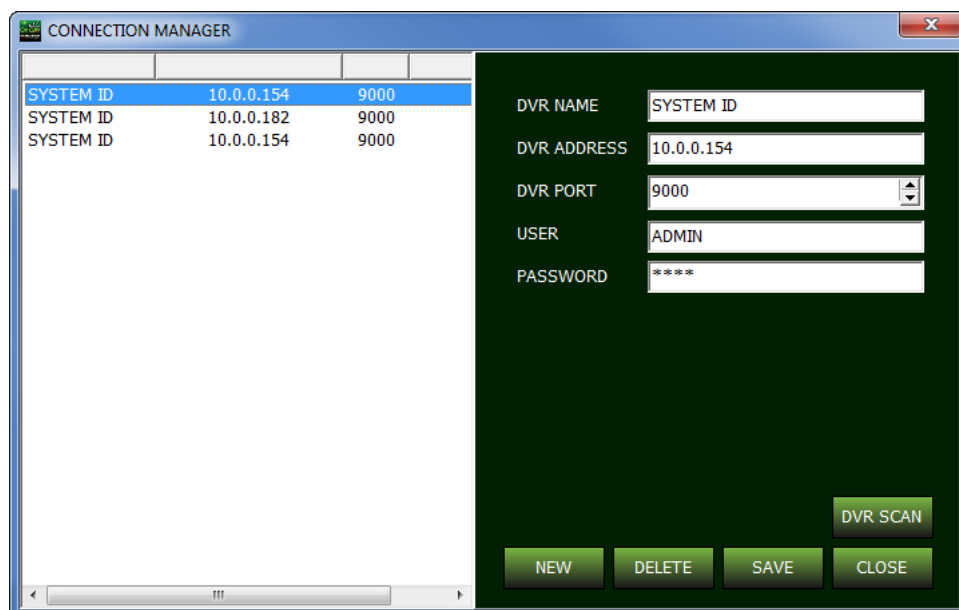 CONNECTION MANAGER
SYSTEM ID 10.0.0.154 9000
SYSTEM ID 10.0.0.182 9000
SYSTEM ID 10.0.0.154 9000
DVR NAME SYSTEM ID
DVR ADDRESS 10.0.0.154
DVR PORT 9000
USER ADMIN
PASSWORD ****
DVR SCAN
NEW DELETE SAVE CLOSE